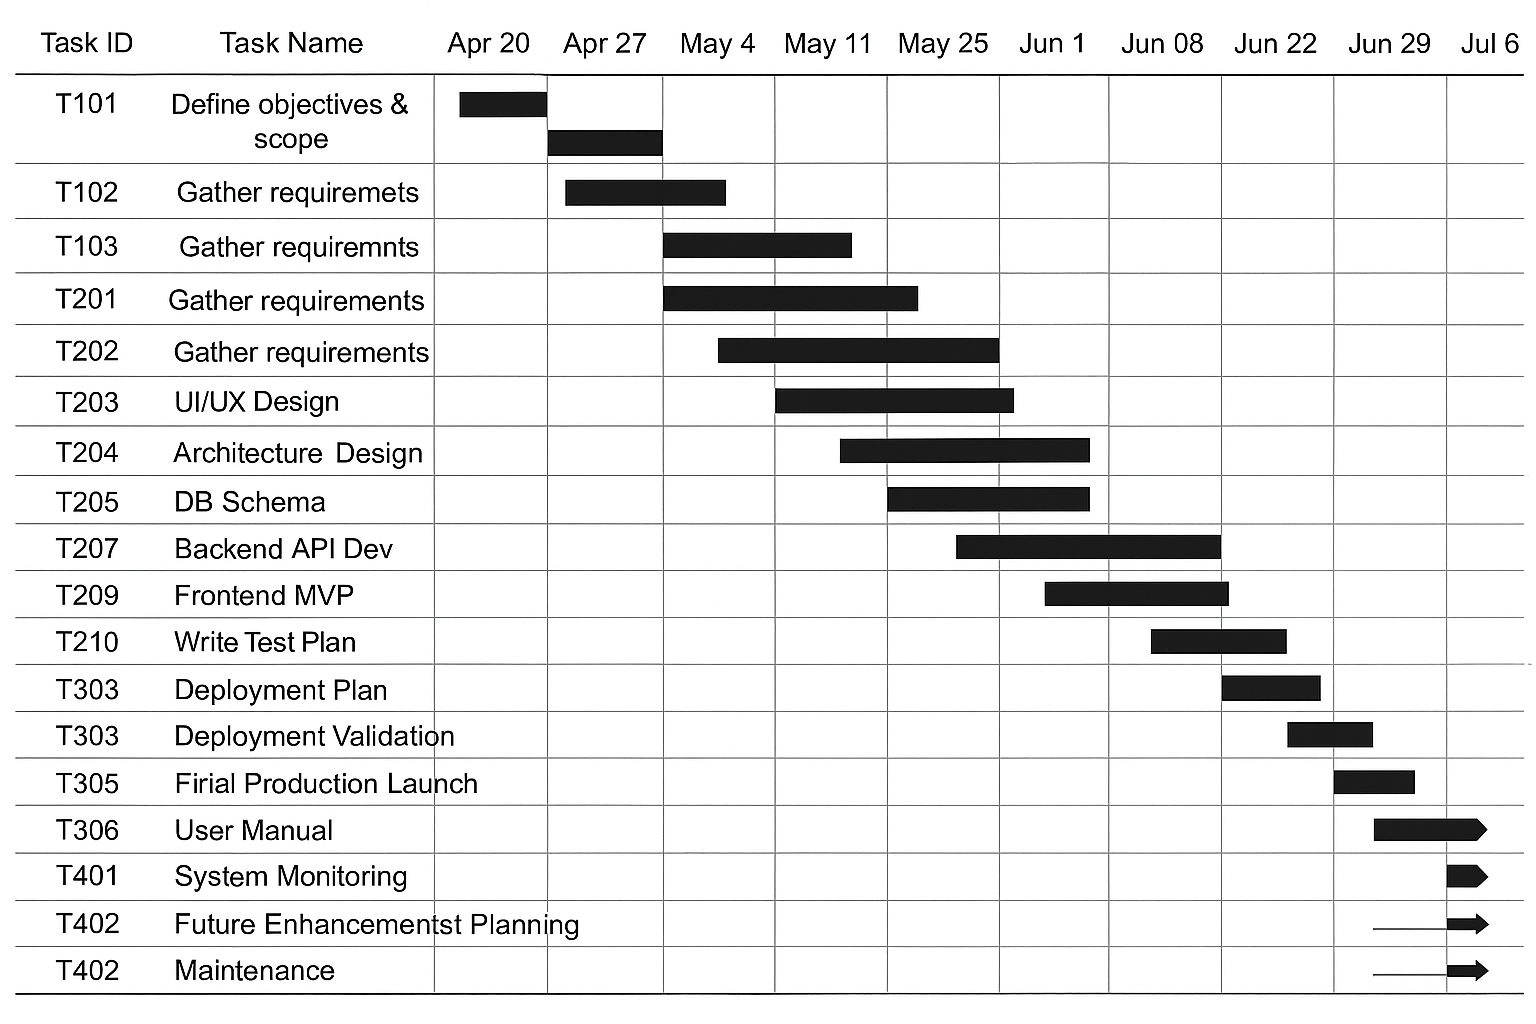 Task ID Task Name Apr 20 Apr 27 May 4 May 11 May 25 Jun 1 Jun 08 Jun 22 Jun 29 Jul 6
T101 Define objectives &
scope
T102 Gather requiremets
T103 Gather requiremnts
T201 Gather requirements
T202 Gather requirements
T203 UI/UX Design
T204 Architecture Design
T205 DB Schema
T207 Backend API Dev
T209 Frontend MVP
T210 Write Test Plan
T303 Deployment Plan
T303 Deployment Validation
T305 Firial Production Launch
T306 User Manual
T401 System Monitoring
T402 Future Enhancementst Planning
T402 Maintenance